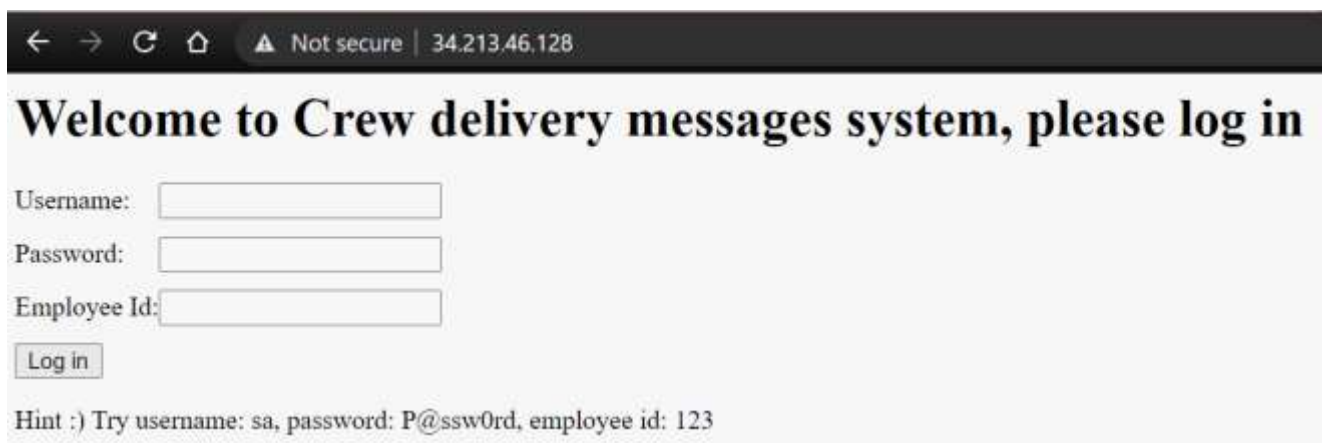 Not secure | 34.213.46.128
Welcome to Crew delivery messages system, please log in
Username:
Password:
Employee Id:
Log in
Hint :) Try username: sa, password: P@ssw0rd, employee id: 123